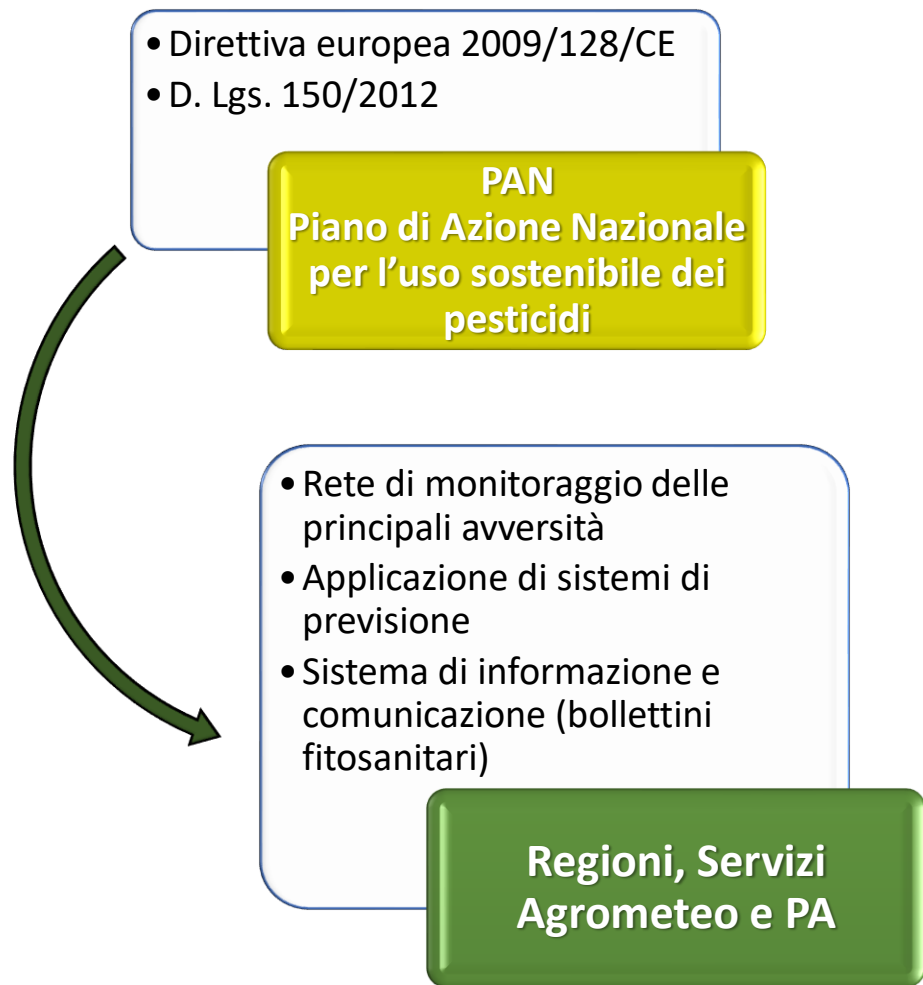 • Direttiva europea 2009/128/CE
• D. Lgs. 150/2012
PAN
Piano di Azione Nazionale
per l’uso sostenibile dei
pesticidi
• Rete di monitoraggio delle
principali avversità
• Applicazione di sistemi di
previsione
• Sistema di informazione e
comunicazione (bollettini
fitosanitari)
Regioni, Servizi
Agrometeo e PA